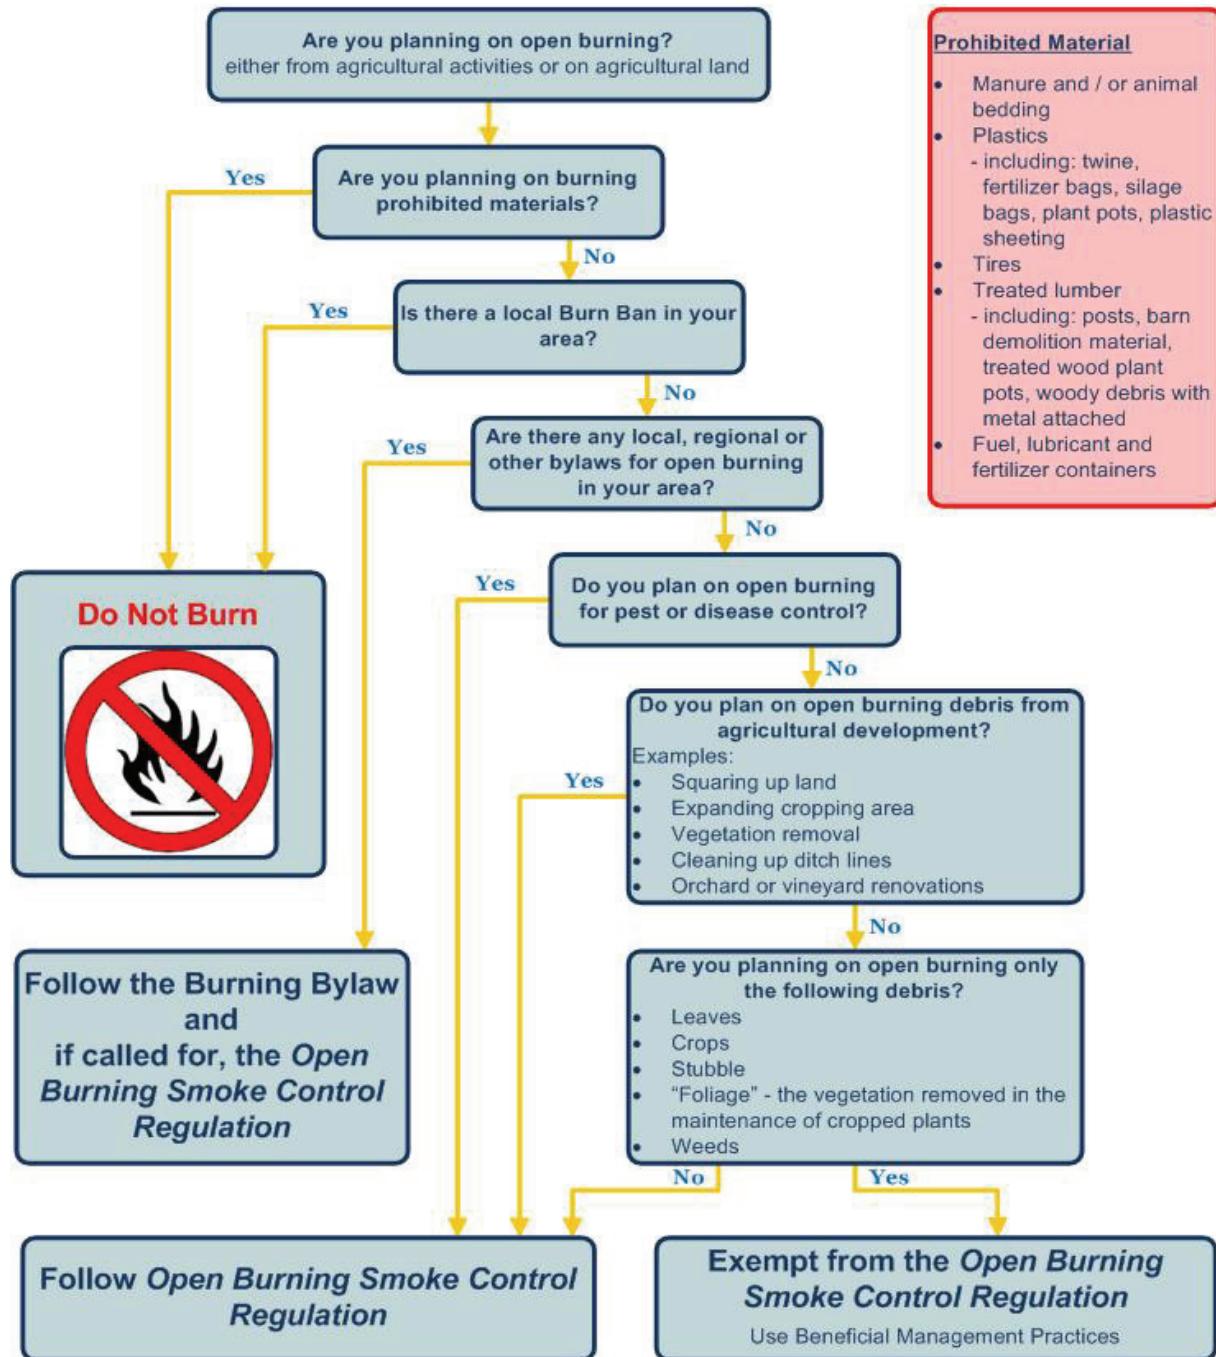 Are you planning on open burning?
either from agricultural activities or on agricultural land
Prohibited Material
• Manure and / or animal
bedding
• Plastics
- including: twine,
fertilizer bags, silage
bags, plant pots, plastic
sheeting
• Tires
• Treated lumber
- including: posts, barn
demolition material,
treated wood plant
pots, woody debris with
metal attached
• Fuel, lubricant and
fertilizer containers
Yes
Are you planning on burning
prohibited materials?
No
Yes
Is there a local Burn Ban in your
area?
No
Yes
Are there any local, regional or
other bylaws for open burning
in your area?
No
Do Not Burn
Yes
Do you plan on open burning
for pest or disease control?
No
Do you plan on open burning debris from
agricultural development?
Examples:
• Squaring up land
• Expanding cropping area
• Vegetation removal
• Cleaning up ditch lines
• Orchard or vineyard renovations
Yes
No
Follow the Burning Bylaw
and
if called for, the Open
Burning Smoke Control
Regulation
Are you planning on open burning only
the following debris?
• Leaves
• Crops
• Stubble
• “Foliage” - the vegetation removed in the
maintenance of cropped plants
• Weeds
No
Yes
Follow Open Burning Smoke Control
Regulation
Exempt from the Open Burning
Smoke Control Regulation
Use Beneficial Management Practices